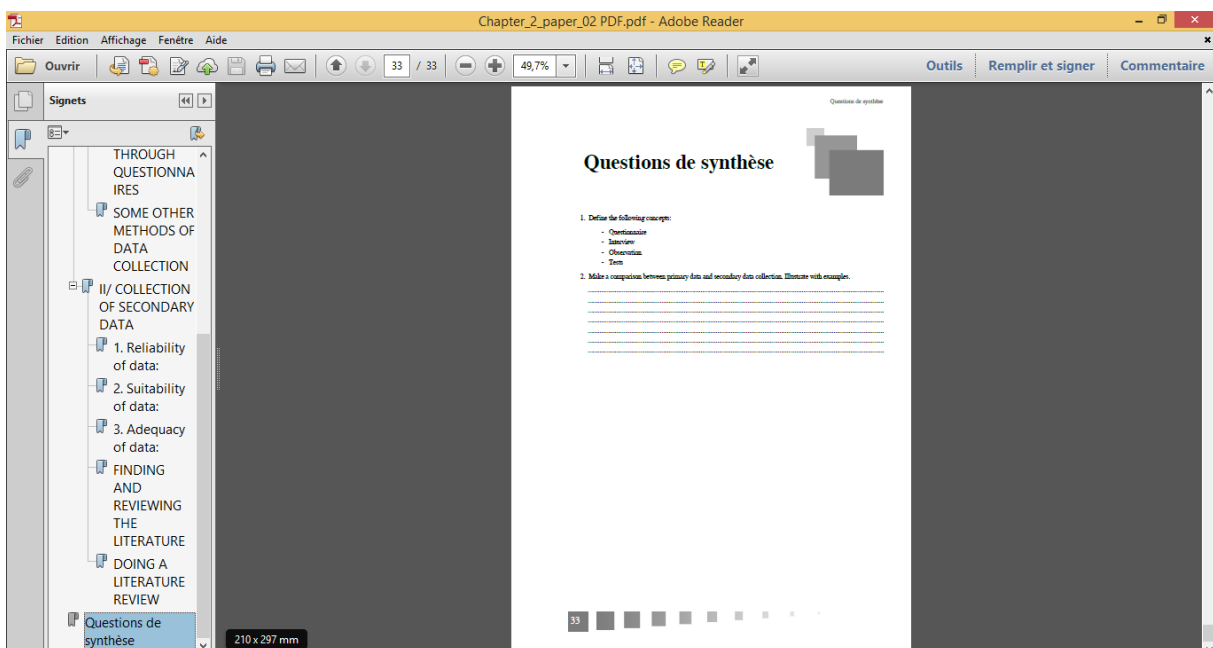 Chapter_2_paper_02 PDF.pdf - Adobe Reader
Fichier Edition Affichage Fenêtre Aide
Ouvrir 33 / 33 49,7% Outils Remplir et signer Commentaire
Signets
THROUGH
QUESTIONNA
IRES
SOME OTHER
METHODS OF
DATA
COLLECTION
II/ COLLECTION
OF SECONDARY
DATA
1. Reliability
of data:
2. Suitability
of data:
3. Adequacy
of data:
FINDING
AND
REVIEWING
THE
LITERATURE
DOING A
LITERATURE
REVIEW
Questions de
synthèse
210 x 297 mm
Questions de synthèse
Questions de synthèse
1. Define the following concepts:
- Questionnaire
- Interview
- Observation
- Tests
2. Make a comparison between primary data and secondary data collection. Illustrate with examples.
33